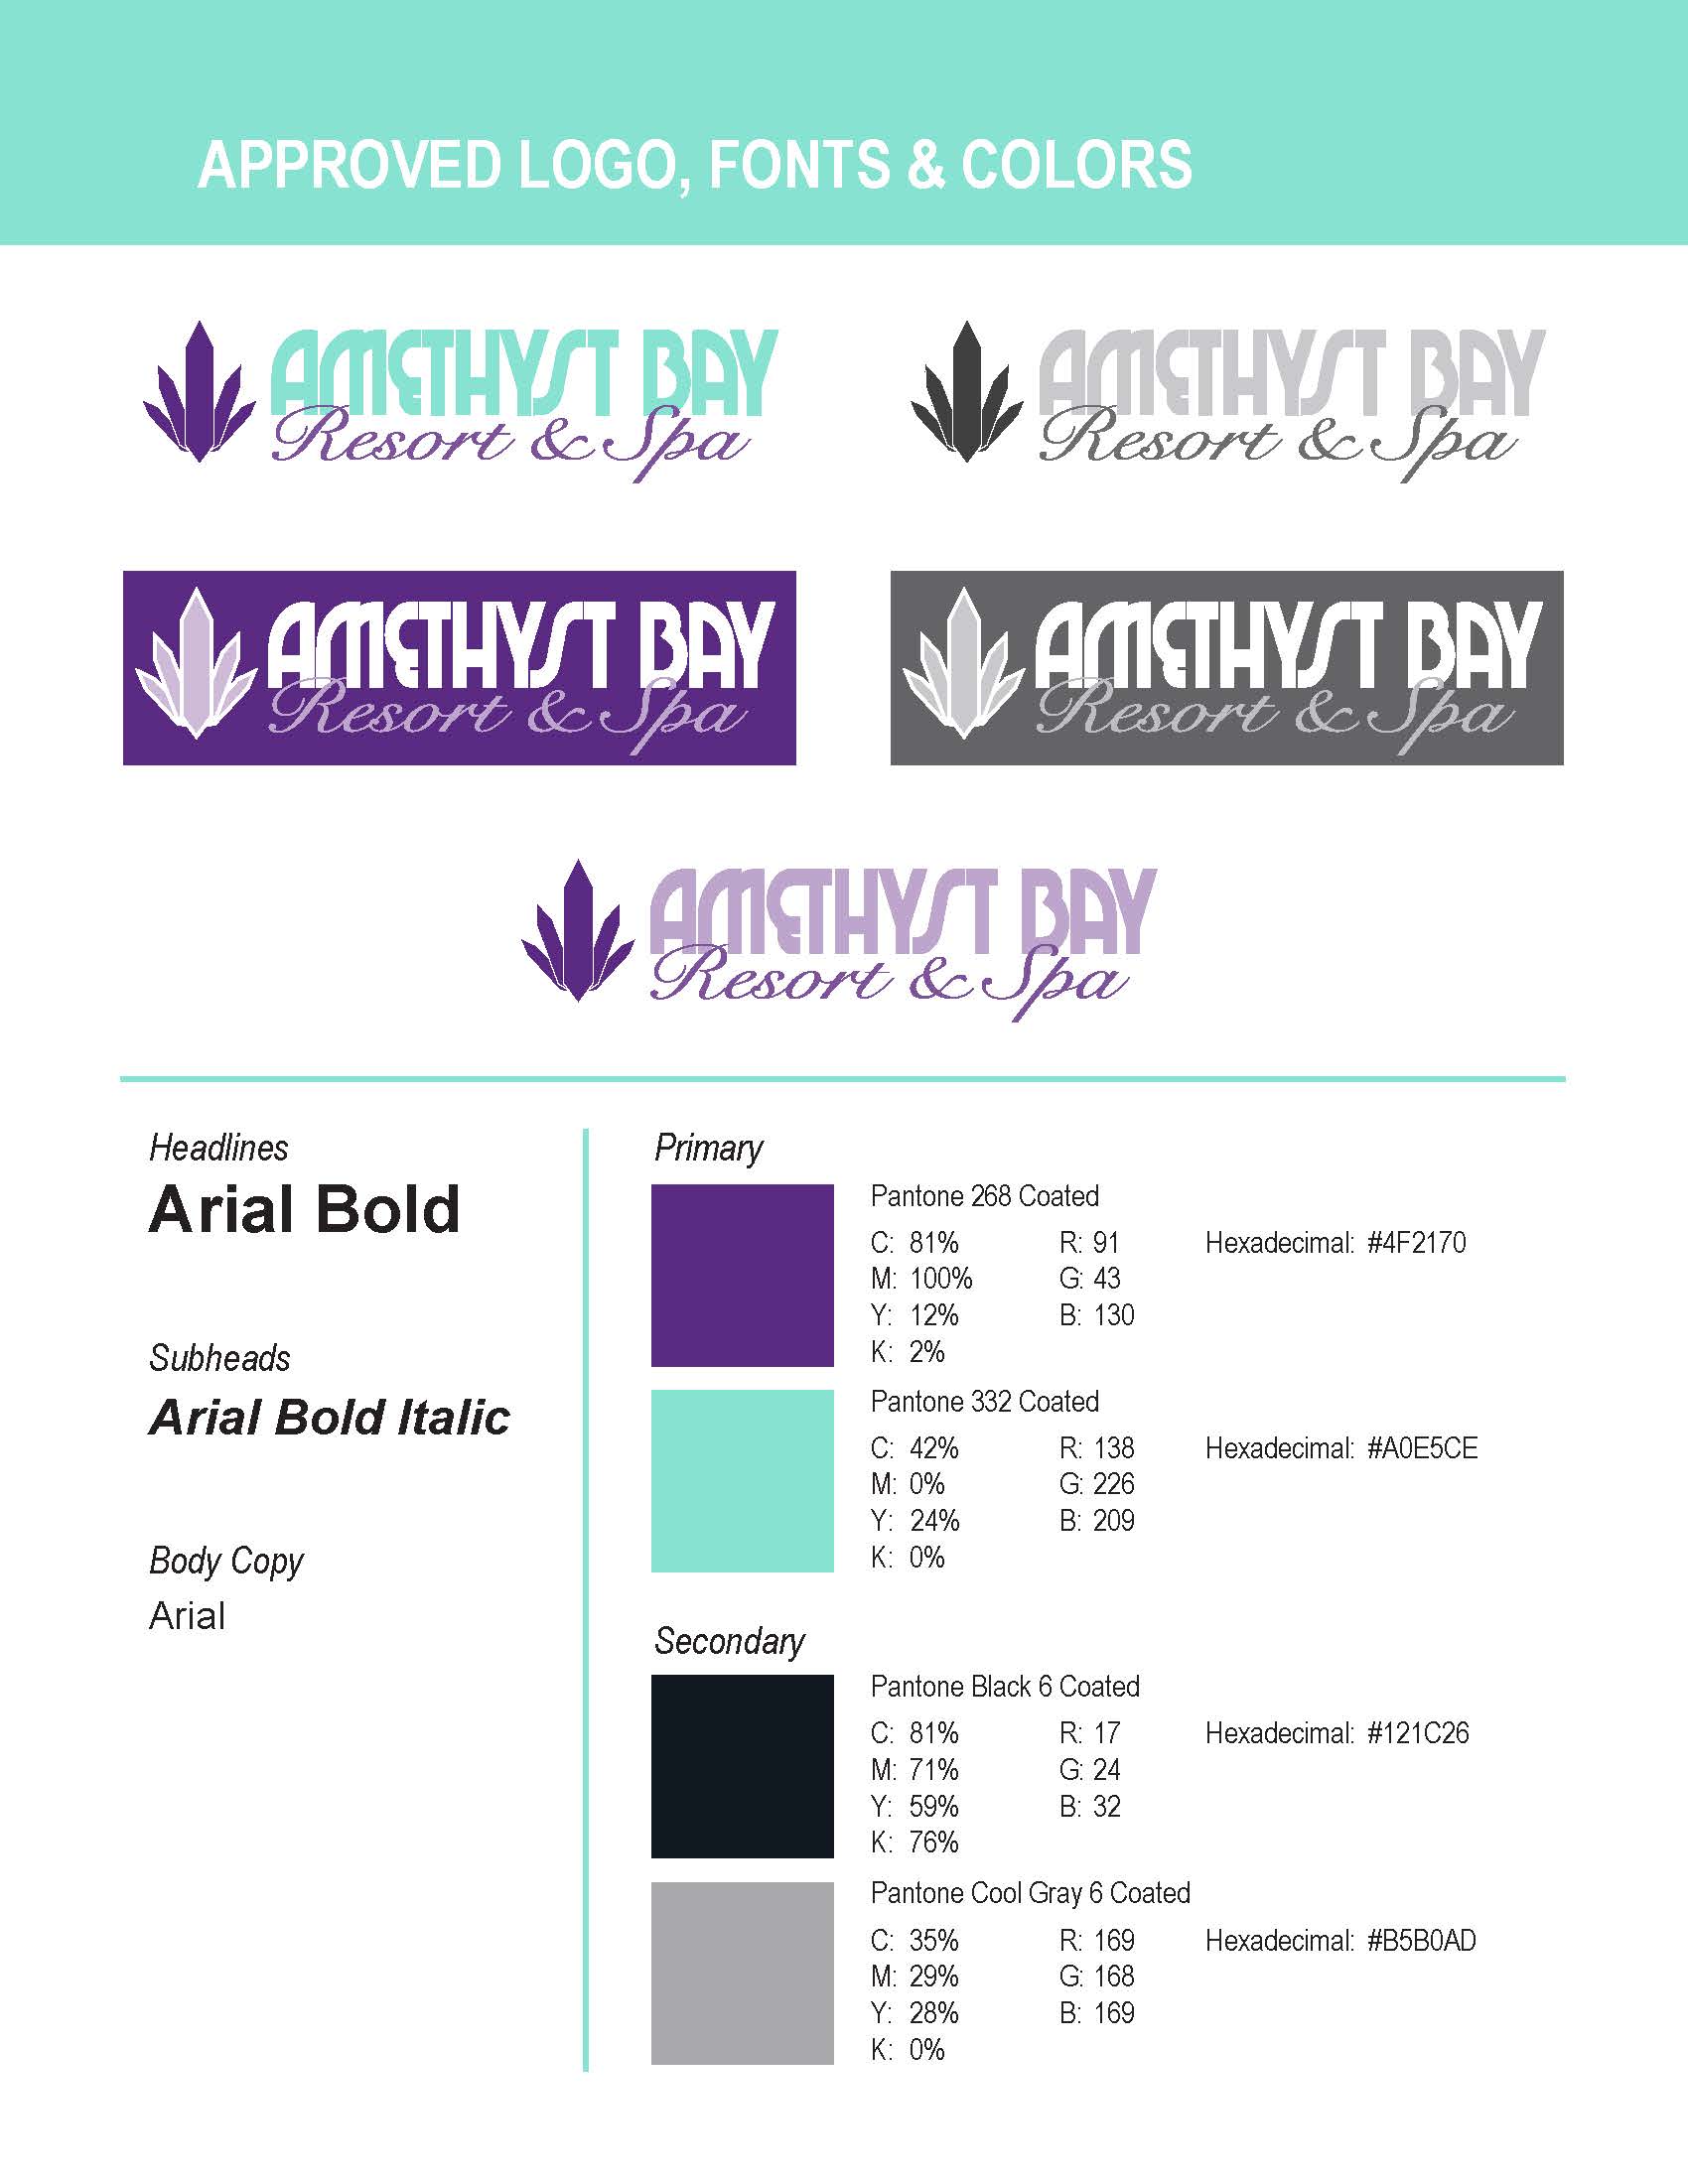 APPROVED LOGO, FONTS & COLORS
AMETHYST BAY
Resort & Spa
AMETHYST BAY
Resort & Spa
AMETHYST BAY
Resort & Spa
AMETHYST BAY
Resort & Spa
AMETHYST BAY
Resort & Spa
Headlines
Arial Bold
Subheads
Arial Bold Italic
Body Copy
Arial
Primary
Pantone 268 Coated
C: 81% R: 91 Hexadecimal: #4F2170
M: 100% G: 43
Y: 12% B: 130
K: 2%
Pantone 332 Coated
C: 42% R: 138 Hexadecimal: #A0E5CE
M: 0% G: 226
Y: 24% B: 209
K: 0%
Secondary
Pantone Black 6 Coated
C: 81% R: 17 Hexadecimal: #121C26
M: 71% G: 24
Y: 59% B: 32
K: 76%
Pantone Cool Gray 6 Coated
C: 35% R: 169 Hexadecimal: #B5B0AD
M: 29% G: 168
Y: 28% B: 169
K: 0%